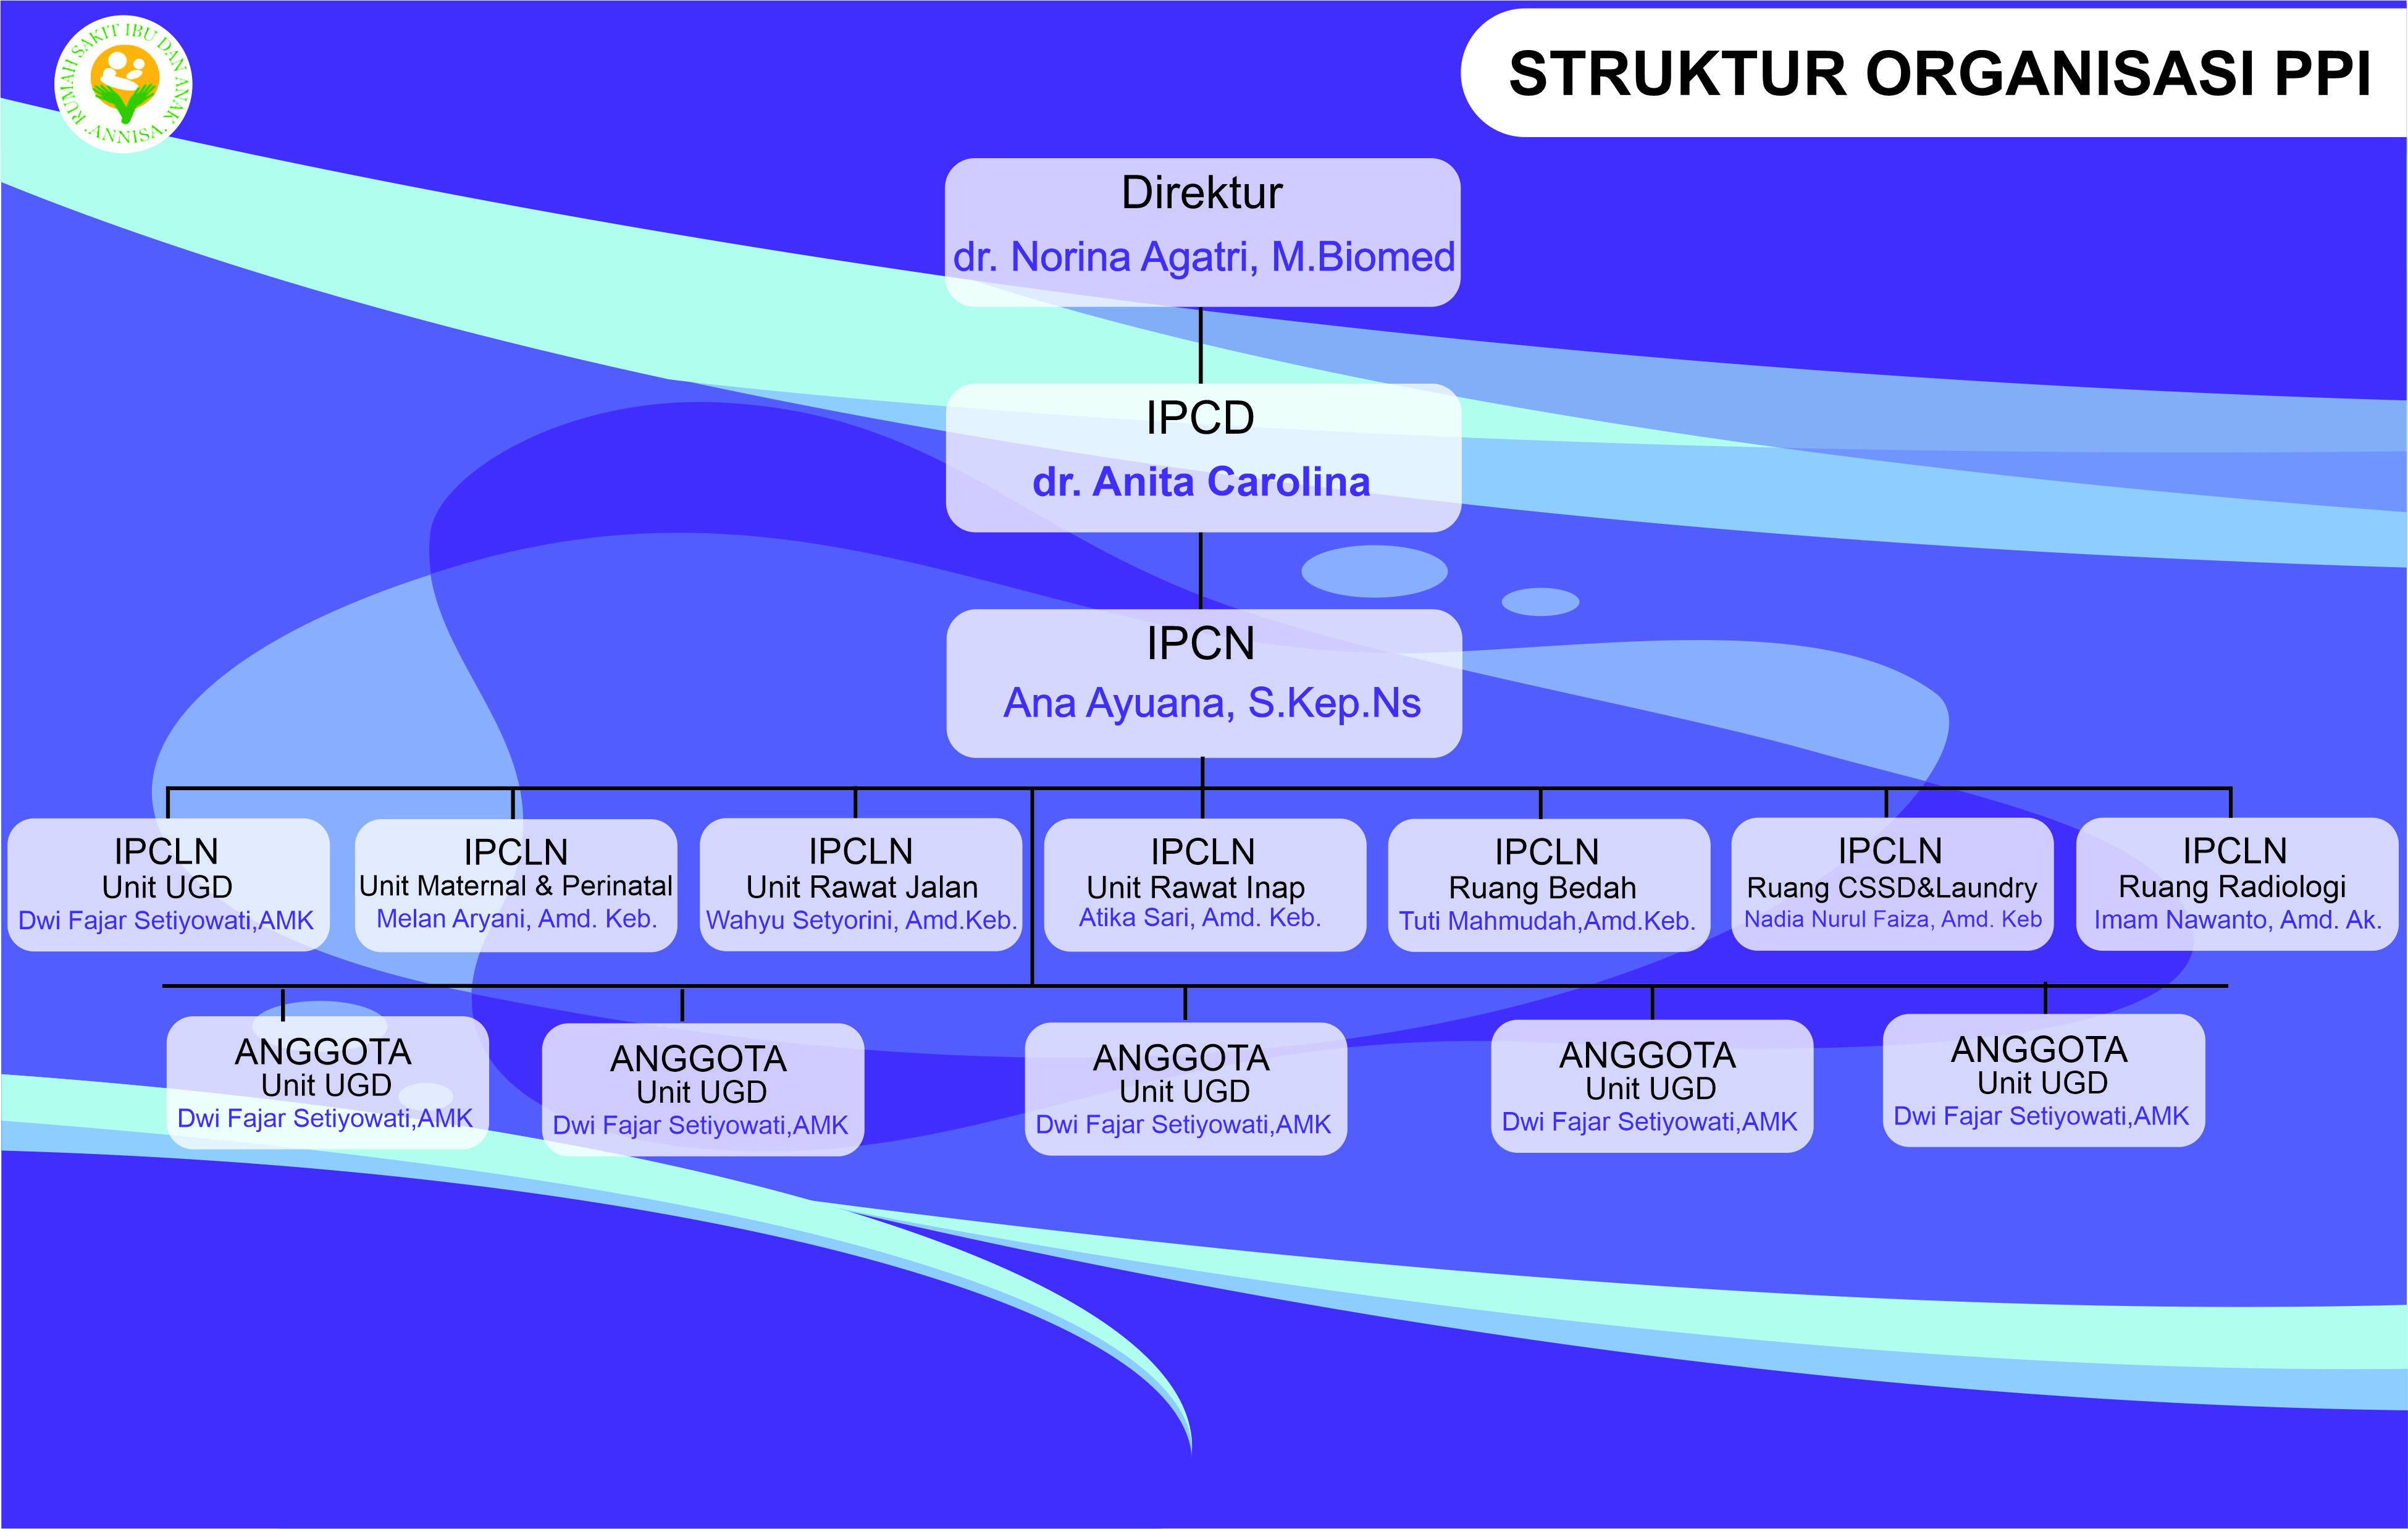 RUMAH SAKIT IBU DAN ANAK
"ANNISA"
STRUKTUR ORGANISASI PPI
Direktur
dr. Norina Agatri, M.Biomed
IPCD
dr. Anita Carolina
IPCN
Ana Ayuana, S.Kep.Ns
IPCLN
Unit UGD
Dwi Fajar Setiyowati,AMK
IPCLN
Unit Maternal & Perinatal
Melan Aryani, Amd. Keb.
IPCLN
Unit Rawat Jalan
Wahyu Setyorini, Amd.Keb.
IPCLN
Unit Rawat Inap
Atika Sari, Amd. Keb.
IPCLN
Ruang Bedah
Tuti Mahmudah,Amd.Keb.
IPCLN
Ruang CSSD&Laundry
Nadia Nurul Faiza, Amd. Keb
IPCLN
Ruang Radiologi
Imam Nawanto, Amd. Ak.
ANGGOTA
Unit UGD
Dwi Fajar Setiyowati,AMK
ANGGOTA
Unit UGD
Dwi Fajar Setiyowati,AMK
ANGGOTA
Unit UGD
Dwi Fajar Setiyowati,AMK
ANGGOTA
Unit UGD
Dwi Fajar Setiyowati,AMK
ANGGOTA
Unit UGD
Dwi Fajar Setiyowati,AMK